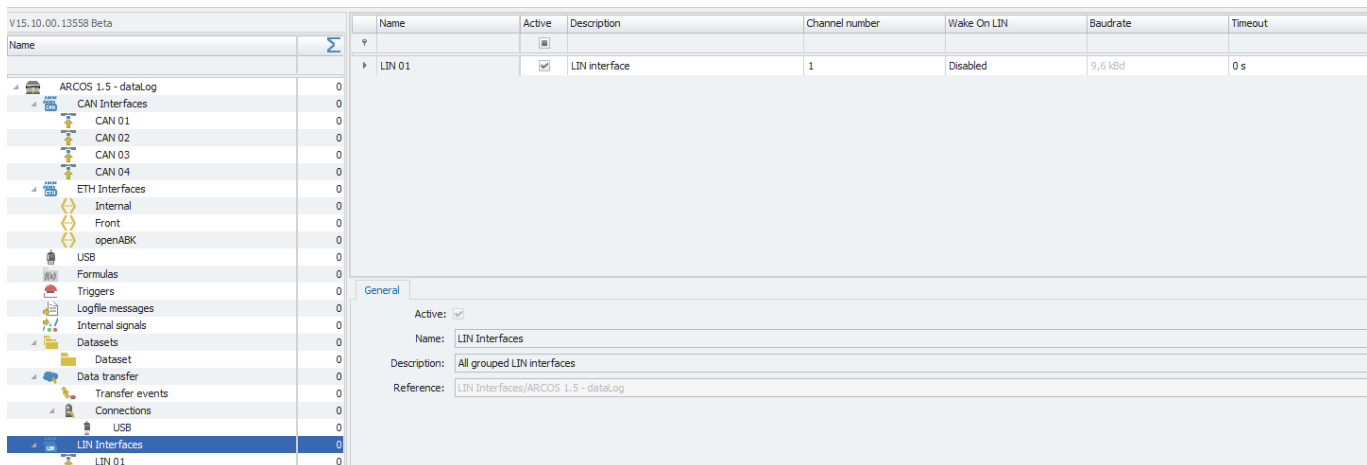 V15.10.00.13558 Beta
Name Σ
ARCOS 1.5 - dataLog 0
CAN Interfaces 0
CAN 01 0
CAN 02 0
CAN 03 0
CAN 04 0
ETH Interfaces 0
Internal 0
Front 0
openABK 0
USB 0
f(x) Formulas 0
Triggers 0
Logfile messages 0
Internal signals 0
Datasets 0
Dataset 0
Data transfer 0
Transfer events 0
Connections 0
USB 0
LIN LIN Interfaces 0
LIN 01 0
Name Active Description Channel number Wake On LIN Baudrate Timeout
LIN 01 LIN interface 1 Disabled 9,6 kBd 0 s
General
Active:
Name: LIN Interfaces
Description: All grouped LIN interfaces
Reference: LIN Interfaces/ARCOS 1.5 - dataLog